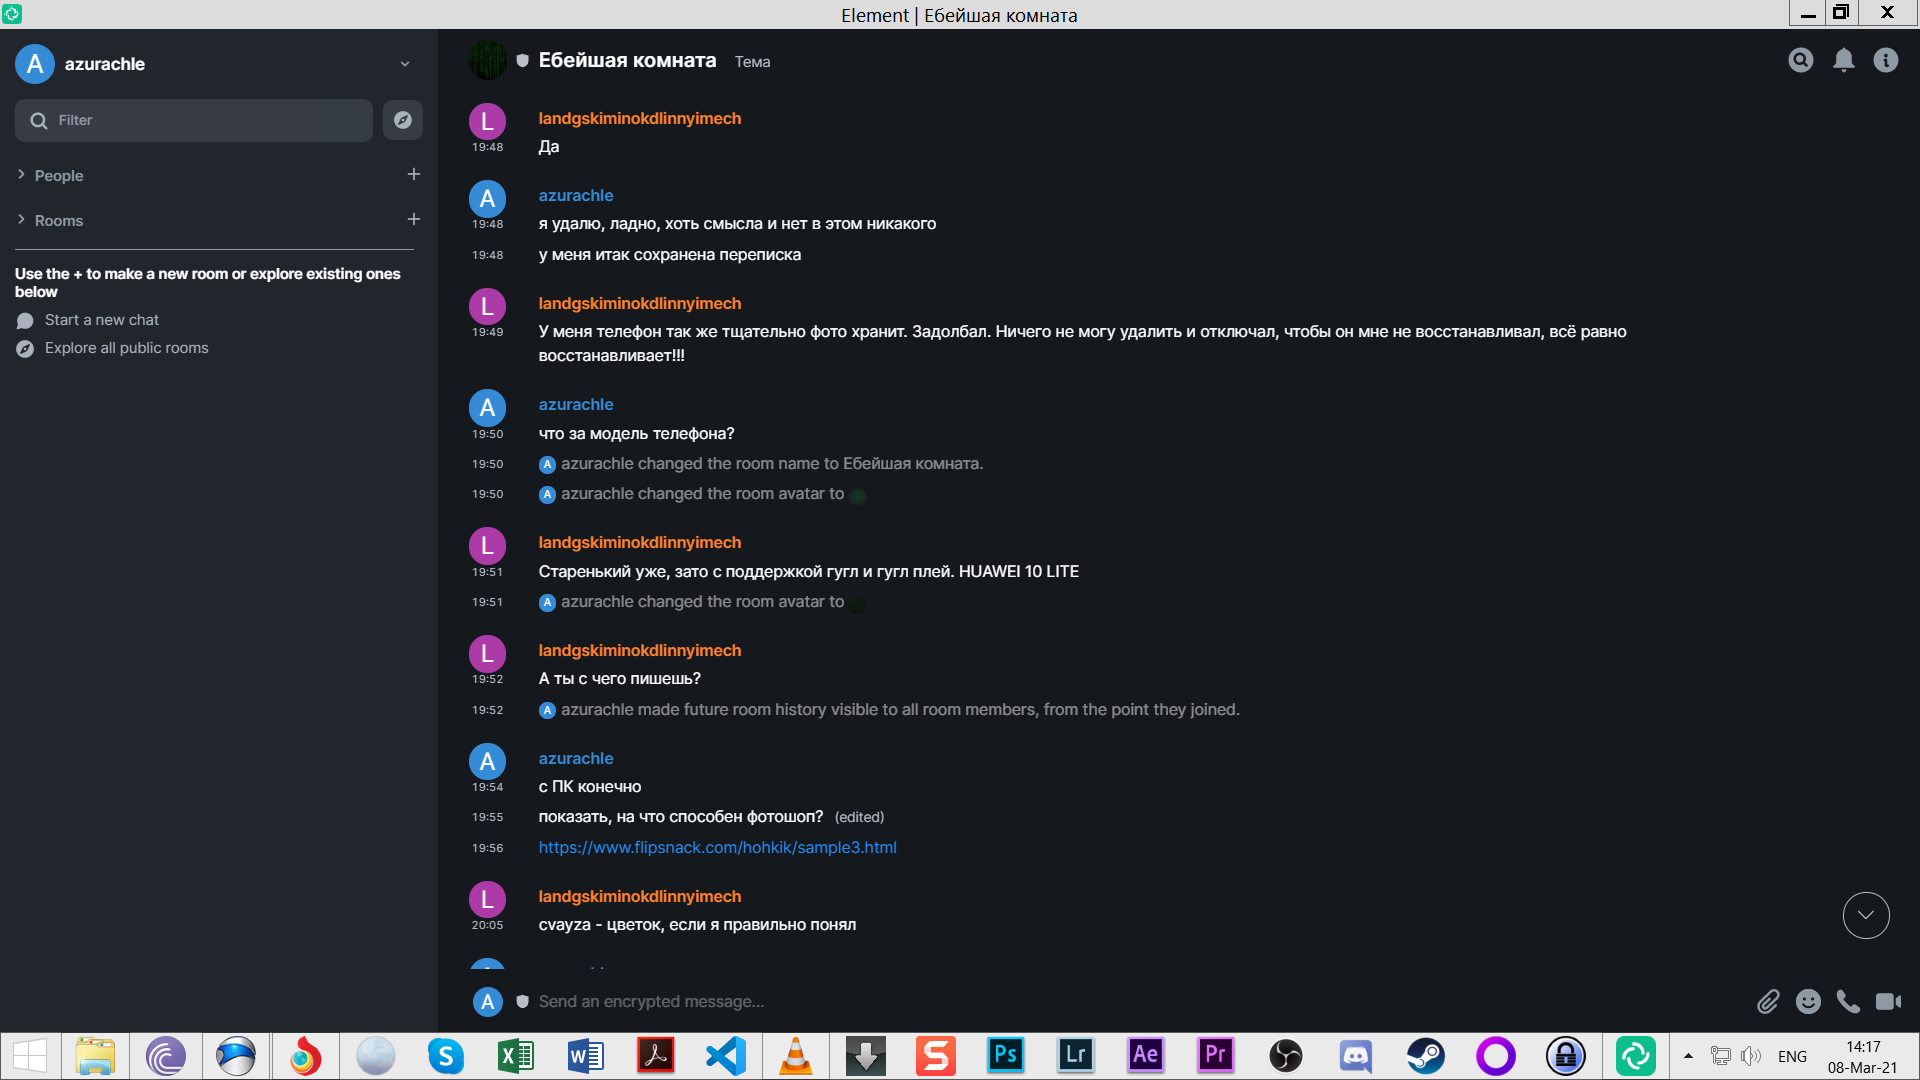 Element | Ебейшая комната
A azurachle
Filter
People
Rooms
Use the + to make a new room or explore existing ones
below
Start a new chat
Explore all public rooms
Ебейшая комната Тема
L landgskiminokdlinnyimech
19:48 Да
A azurachle
19:48 я удалю, ладно, хоть смысла и нет в этом никакого
19:48 у меня итак сохранена переписка
L landgskiminokdlinnyimech
19:49 У меня телефон так же тщательно фото хранит. Задолбал. Ничего не могу удалить и отключал, чтобы он мне не восстанавливал, всё равно
восстанавливает!!!
A azurachle
19:50 что за модель телефона?
19:50 A azurachle changed the room name to Ебейшая комната.
19:50 A azurachle changed the room avatar to
L landgskiminokdlinnyimech
19:51 Старенький уже, зато с поддержкой гугл и гугл плей. HUAWEI 10 LITE
19:51 A azurachle changed the room avatar to
L landgskiminokdlinnyimech
19:52 А ты с чего пишешь?
19:52 A azurachle made future room history visible to all room members, from the point they joined.
A azurachle
19:54 с ПК конечно
19:55 показать, на что способен фотошоп? (edited)
19:56 https://www.flipsnack.com/hohkik/sample3.html
L landgskiminokdlinnyimech
20:05 cvayza - цветок, если я правильно понял
A Send an encrypted message...
Ps Lr Ae Pr
ENG
14:17
08-Mar-21